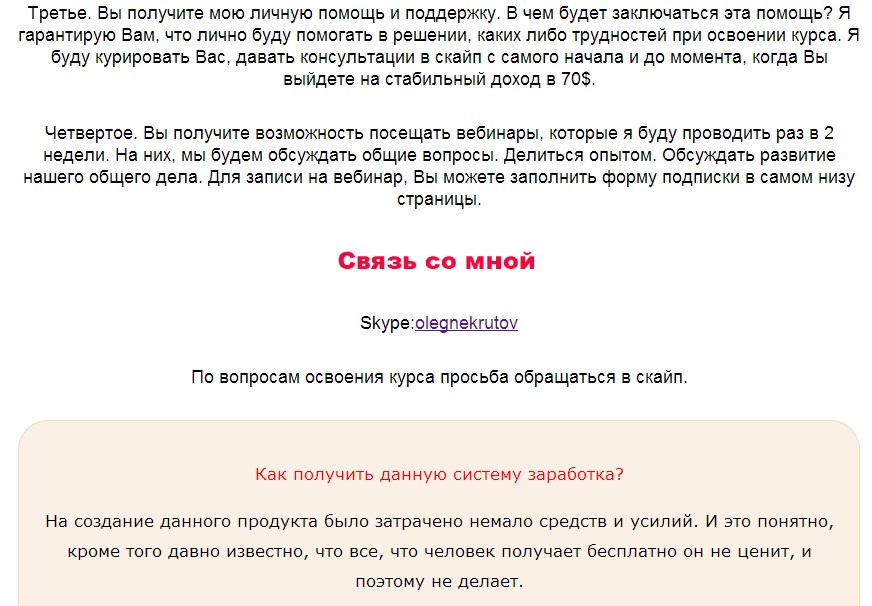 Третье. Вы получите мою личную помощь и поддержку. В чем будет заключаться эта помощь? Я
гарантирую Вам, что лично буду помогать в решении, каких либо трудностей при освоении курса. Я
буду курировать Вас, давать консультации в скайп с самого начала и до момента, когда Вы
выйдете на стабильный доход в 70$.
Четвертое. Вы получите возможность посещать вебинары, которые я буду проводить раз в 2
недели. На них, мы будем обсуждать общие вопросы. Делиться опытом. Обсуждать развитие
нашего общего дела. Для записи на вебинар, Вы можете заполнить форму подписки в самом низу
страницы.
Связь со мной
Skype:olegnekrutov
По вопросам освоения курса просьба обращаться в скайп.
Как получить данную систему заработка?
На создание данного продукта было затрачено немало средств и усилий. И это понятно,
кроме того давно известно, что все, что человек получает бесплатно он не ценит, и
поэтому не делает.